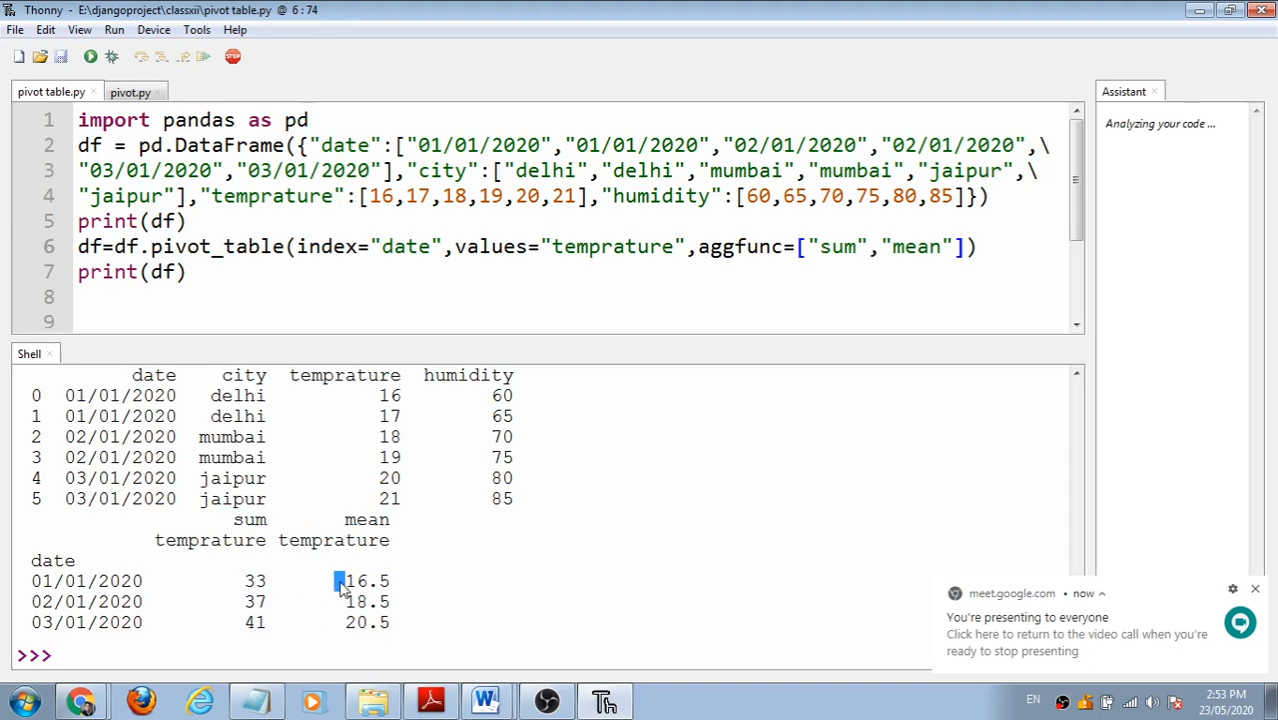 Thonny - E:\djangoproject\classxii\pivot table.py @ 6:74
File Edit View Run Device Tools Help
STOP
pivot table.py × pivot.py ×
Assistant ×
Analyzing your code ...
1 import pandas as pd
2 df = pd.DataFrame({"date":["01/01/2020","01/01/2020","02/01/2020","02/01/2020",\
3 "03/01/2020","03/01/2020"],"city":["delhi","delhi","mumbai","mumbai","jaipur",\
4 "jaipur"],"temprature":[16,17,18,19,20,21],"humidity":[60,65,70,75,80,85]})
5 print(df)
6 df=df.pivot_table(index="date",values="temprature",aggfunc=["sum","mean"])
7 print(df)
8
9
Shell ×
date city temprature humidity
0 01/01/2020 delhi 16 60
1 01/01/2020 delhi 17 65
2 02/01/2020 mumbai 18 70
3 02/01/2020 mumbai 19 75
4 03/01/2020 jaipur 20 80
5 03/01/2020 jaipur 21 85
sum mean
temprature temprature
date
01/01/2020 33 16.5
02/01/2020 37 18.5
03/01/2020 41 20.5
>>>
meet.google.com • now
You're presenting to everyone
Click here to return to the video call when you're
ready to stop presenting
EN
2:53 PM
23/05/2020